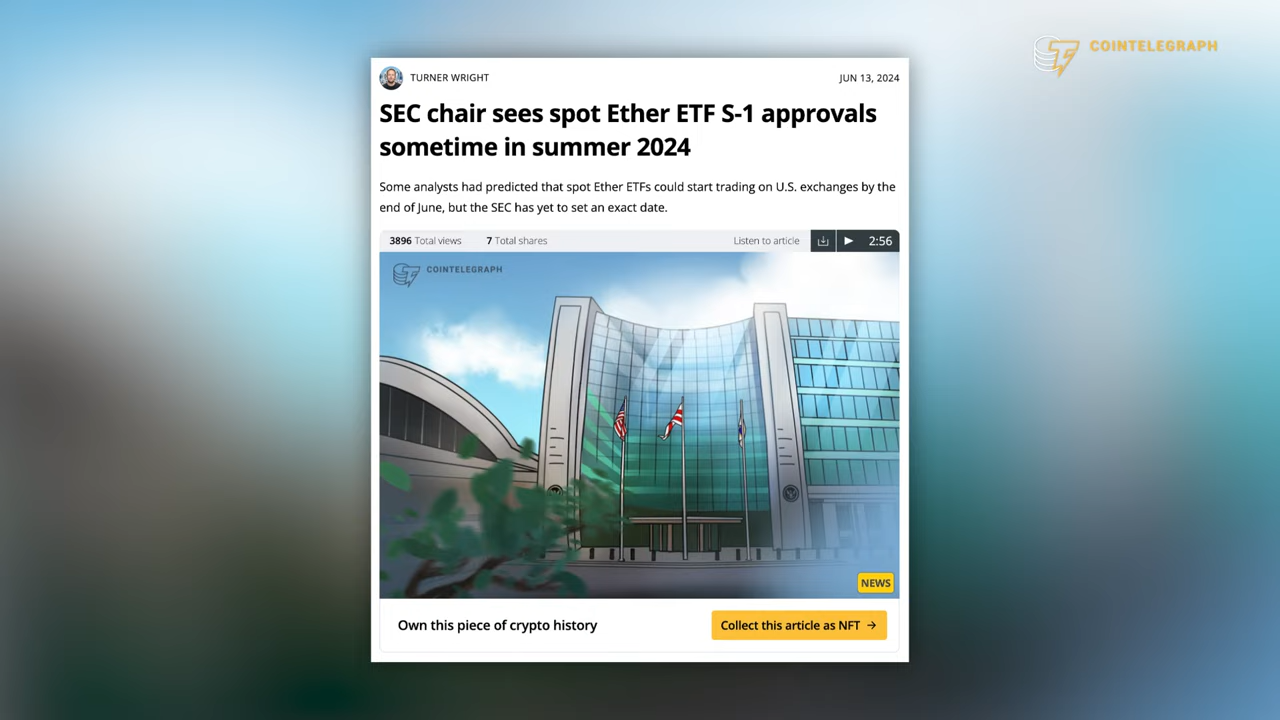 COINTELEGRAPH
TURNER WRIGHT
JUN 13, 2024
SEC chair sees spot Ether ETF S-1 approvals
sometime in summer 2024
Some analysts had predicted that spot Ether ETFs could start trading on U.S. exchanges by the
end of June, but the SEC has yet to set an exact date.
3896 Total views 7 Total shares Listen to article 2:56
COINTELEGRAPH
NEWS
Own this piece of crypto history
Collect this article as NFT →